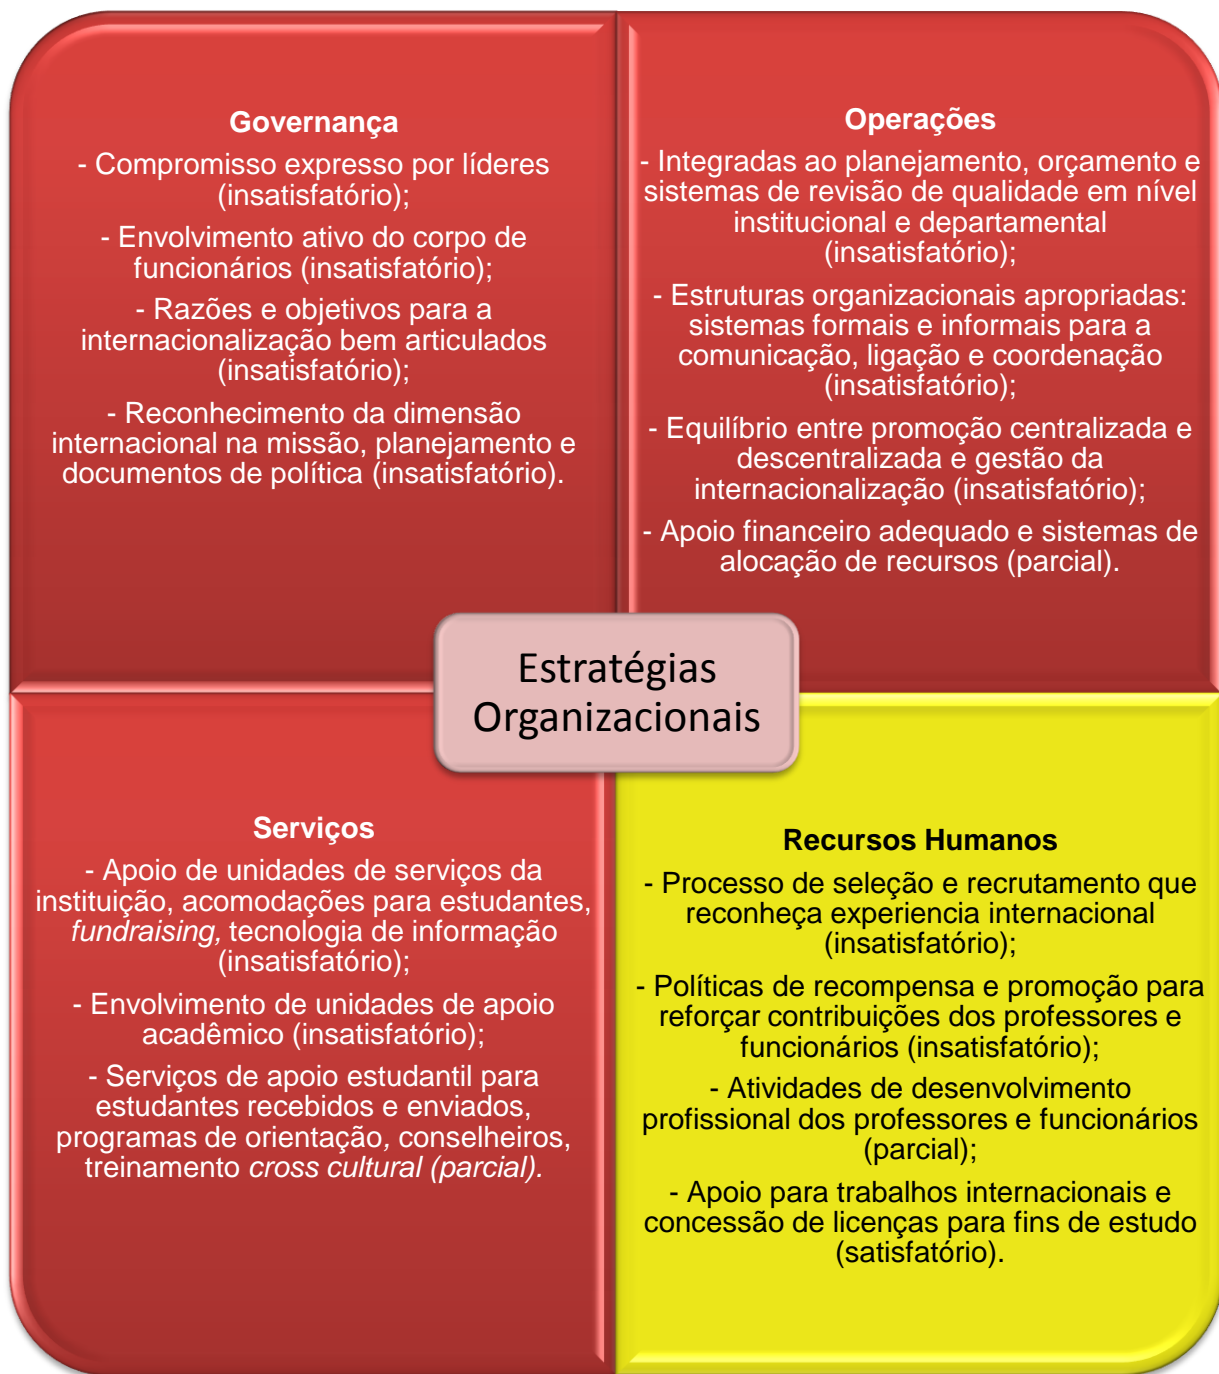 Governança
- Compromisso expresso por líderes
(insatisfatório);
- Envolvimento ativo do corpo de
funcionários (insatisfatório);
- Razões e objetivos para a
internacionalização bem articulados
(insatisfatório);
- Reconhecimento da dimensão
internacional na missão, planejamento e
documentos de política (insatisfatório).
Operações
- Integradas ao planejamento, orçamento e
sistemas de revisão de qualidade em nível
institucional e departamental
(insatisfatório);
- Estruturas organizacionais apropriadas:
sistemas formais e informais para a
comunicação, ligação e coordenação
(insatisfatório);
- Equilíbrio entre promoção centralizada e
descentralizada e gestão da
internacionalização (insatisfatório);
- Apoio financeiro adequado e sistemas de
alocação de recursos (parcial).
Estratégias
Organizacionais
Serviços
- Apoio de unidades de serviços da
instituição, acomodações para estudantes,
fundraising, tecnologia de informação
(insatisfatório);
- Envolvimento de unidades de apoio
acadêmico (insatisfatório);
- Serviços de apoio estudantil para
estudantes recebidos e enviados,
programas de orientação, conselheiros,
treinamento cross cultural (parcial).
Recursos Humanos
- Processo de seleção e recrutamento que
reconheça experiencia internacional
(insatisfatório);
- Políticas de recompensa e promoção para
reforçar contribuições dos professores e
funcionários (insatisfatório);
- Atividades de desenvolvimento
profissional dos professores e funcionários
(parcial);
- Apoio para trabalhos internacionais e
concessão de licenças para fins de estudo
(satisfatório).